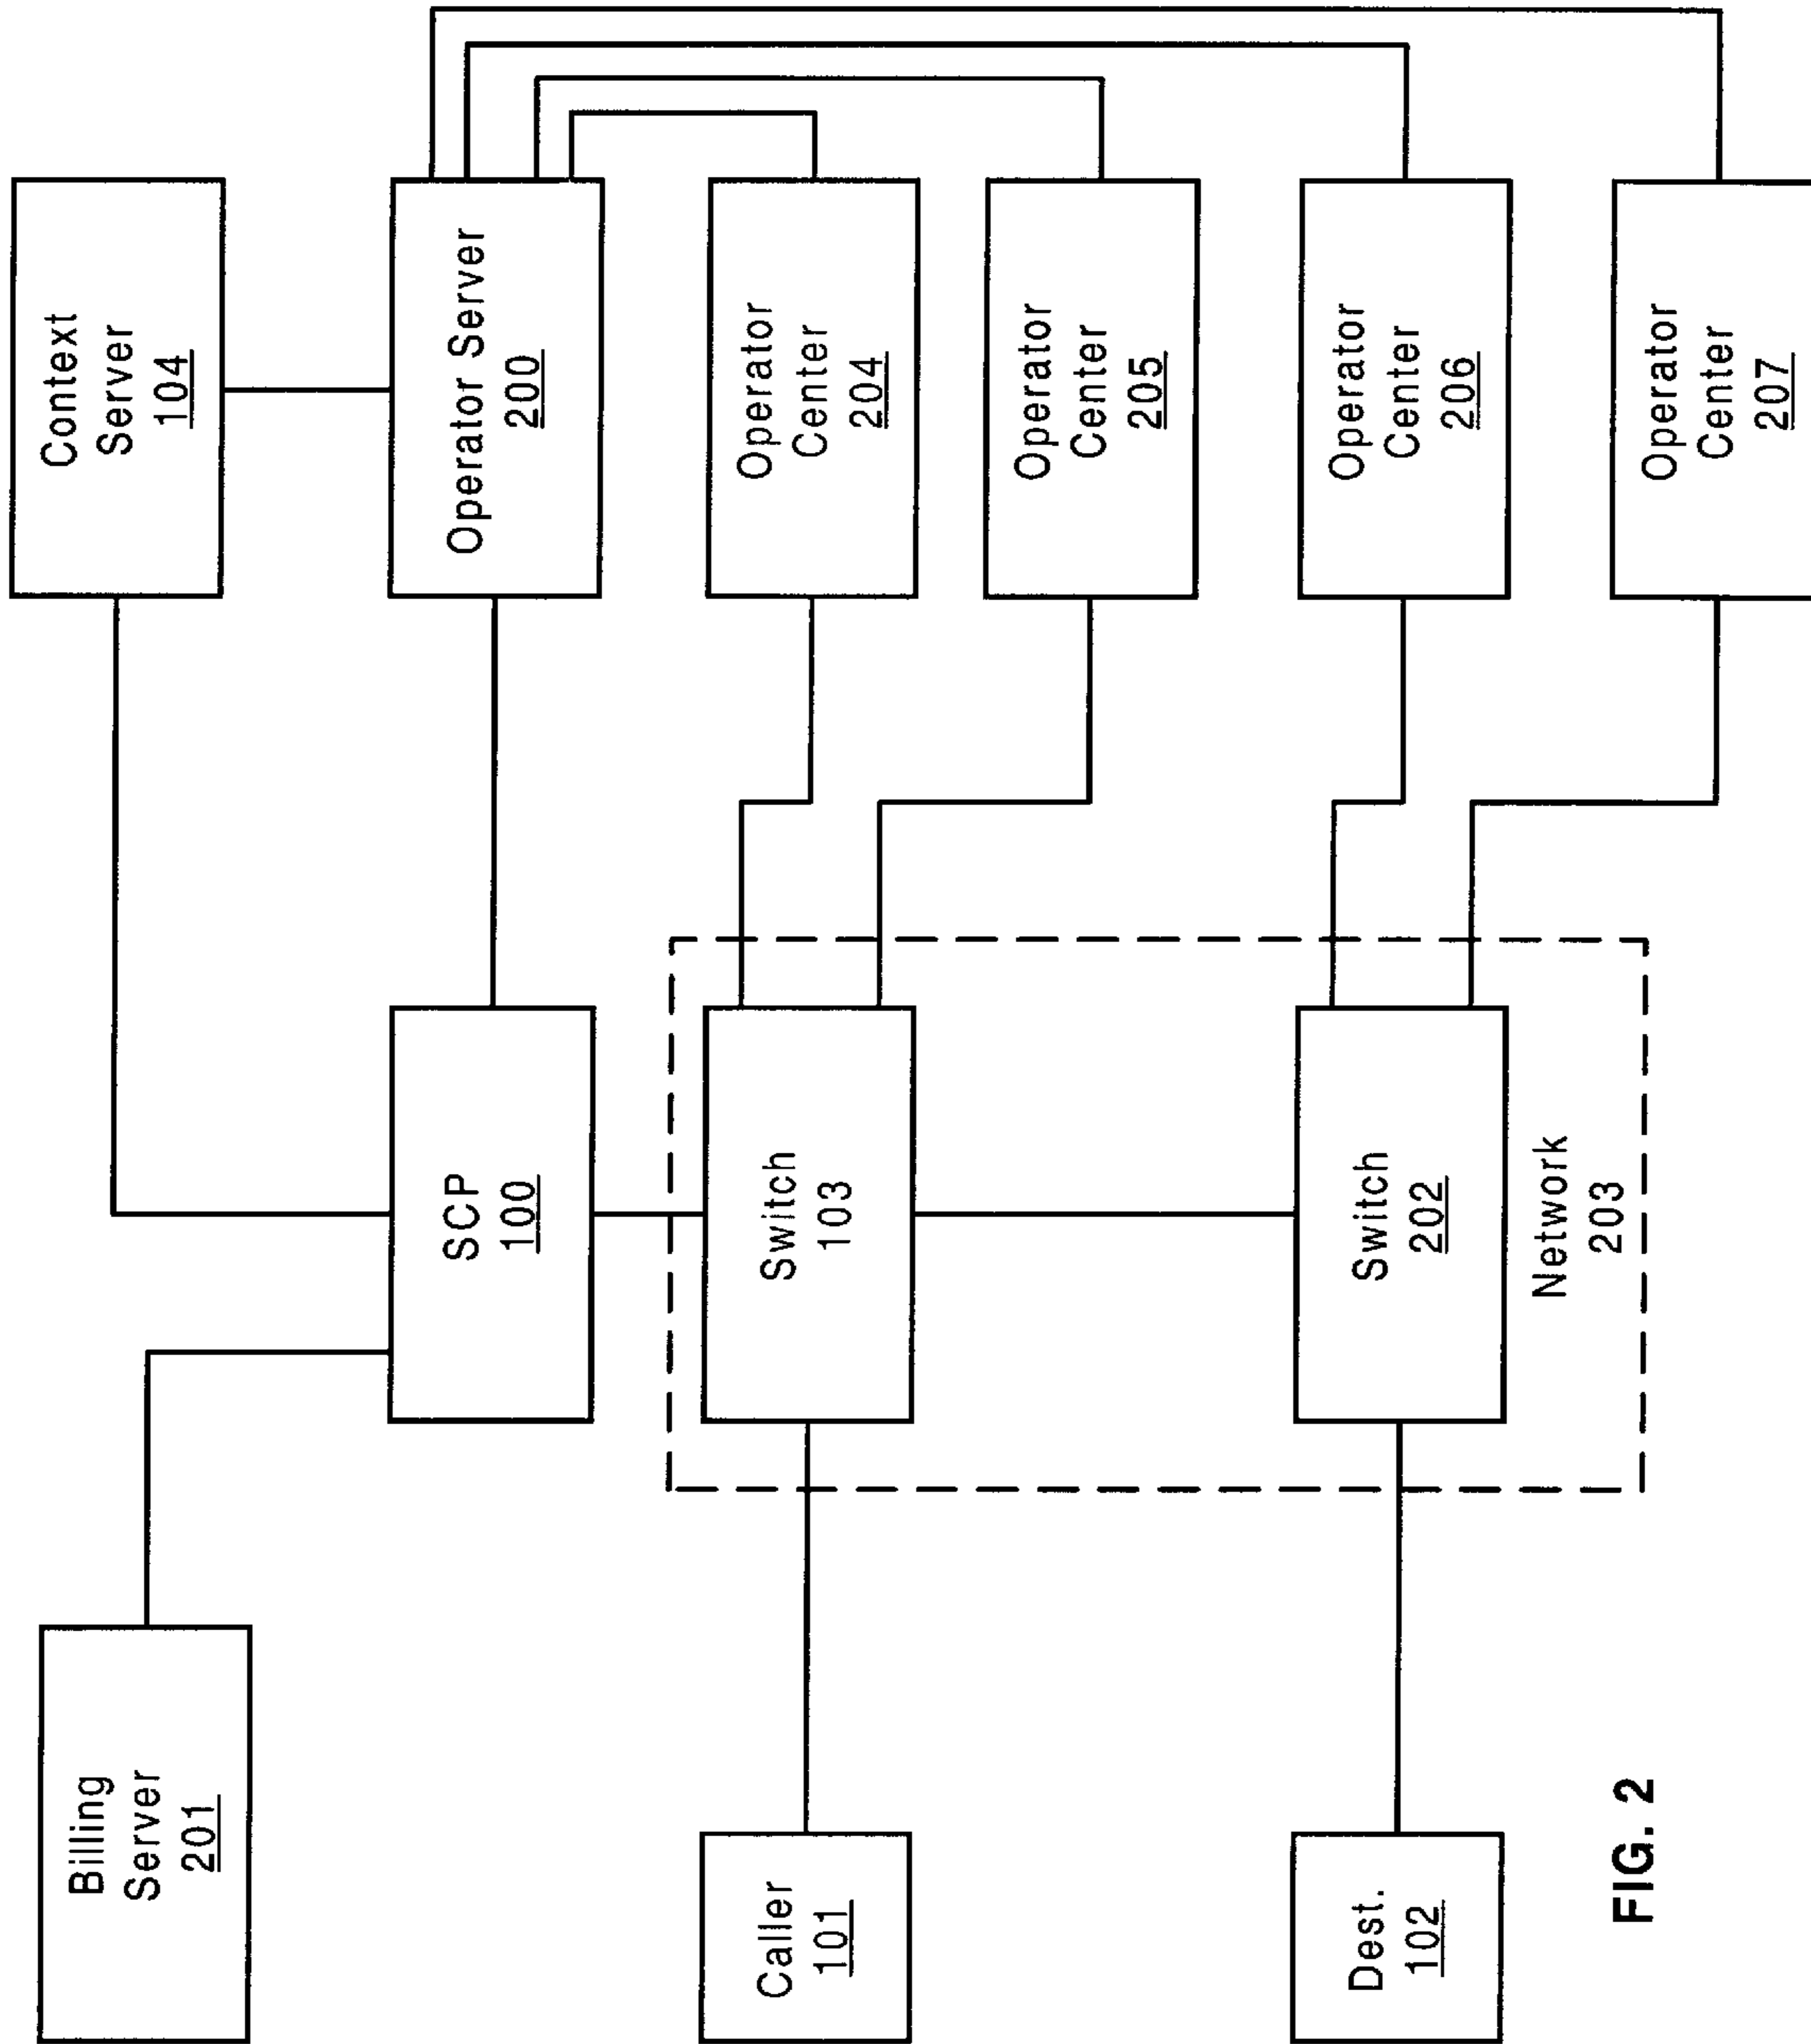 Billing
Server
201
Context
Server
104
SCP
100
Operator Server
200
Caller
101
Switch
103
Operator
Center
204
Operator
Center
205
Dest.
102
Switch
202
Operator
Center
206
Network
203
Operator
Center
207
FIG. 2